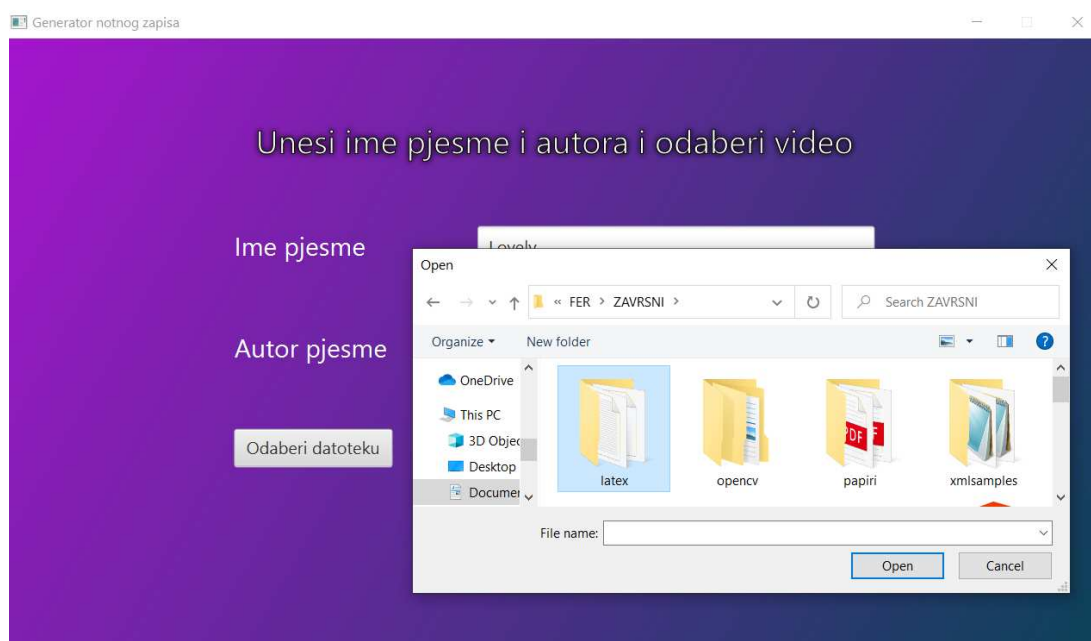 Generator notnog zapisa
Unesi ime pjesme i autora i odaberi video
Ime pjesme
Lovely
Open
« FER > ZAVRSNI >
Search ZAVRSNI
Autor pjesme
Organize
New folder
OneDrive
This PC
3D Objec
Desktop
Documen
Odaberi datoteku
latex
opencv
PDF
papiri
xmlsamples
File name:
Open
Cancel